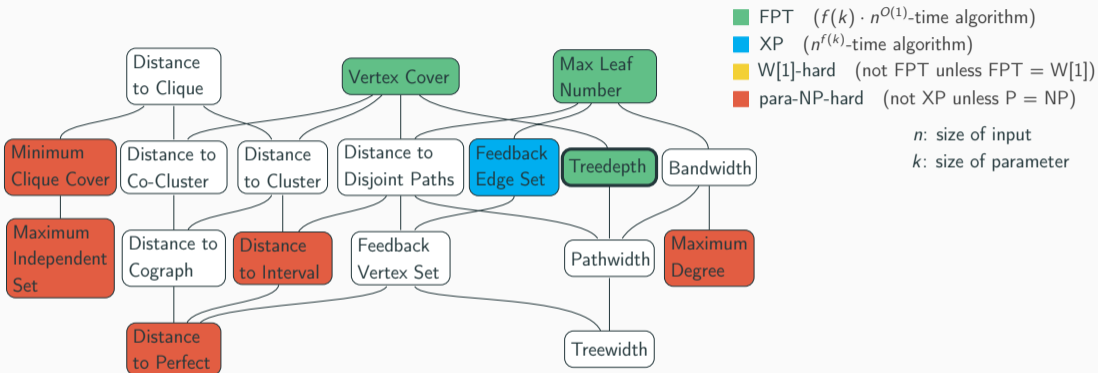 FPT (f(k) · n^{O(1)}-time algorithm)
XP (n^{f(k)}-time algorithm)
W[1]-hard (not FPT unless FPT = W[1])
para-NP-hard (not XP unless P = NP)
n: size of input
k: size of parameter
Distance
to Clique
Vertex Cover
Max Leaf
Number
Minimum
Clique Cover
Distance to
Co-Cluster
Distance
to Cluster
Distance to
Disjoint Paths
Feedback
Edge Set
Treedepth
Bandwidth
Maximum
Independent
Set
Distance to
Cograph
Distance
to Interval
Feedback
Vertex Set
Pathwidth
Maximum
Degree
Distance
to Perfect
Treewidth